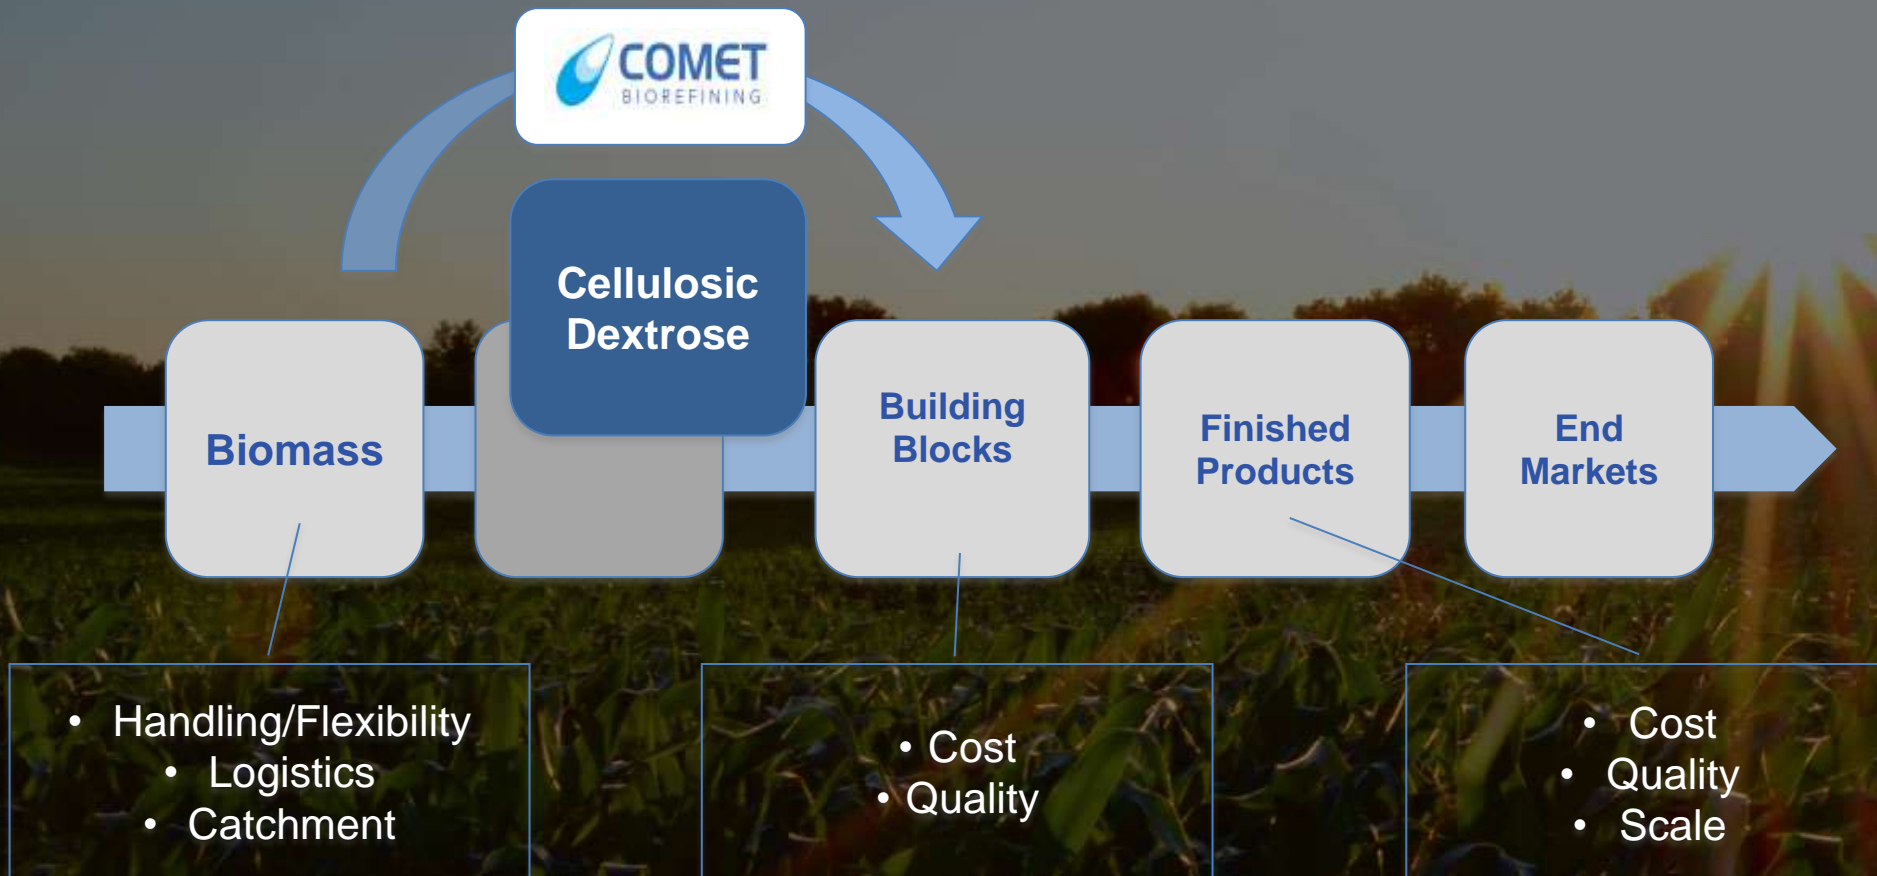 COMET
BIOREFINING
Cellulosic
Dextrose
Biomass
Building
Blocks
Finished
Products
End
Markets
• Handling/Flexibility
• Logistics
• Catchment
• Cost
• Quality
• Cost
• Quality
• Scale